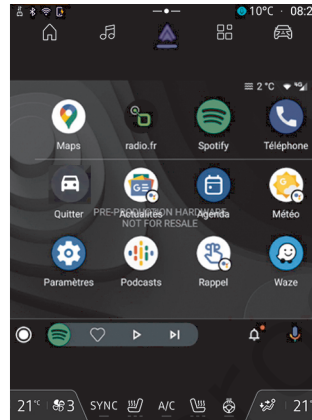 10°C · 08:2
2 °C 4G
Maps radio.fr Spotify Téléphone
Quitter Actualités Agenda Météo
PRE-PRODUCTION HARDWARE
NOT FOR RESALE
Paramètres Podcasts Rappel Waze
21°C 3 SYNC A/C 21°